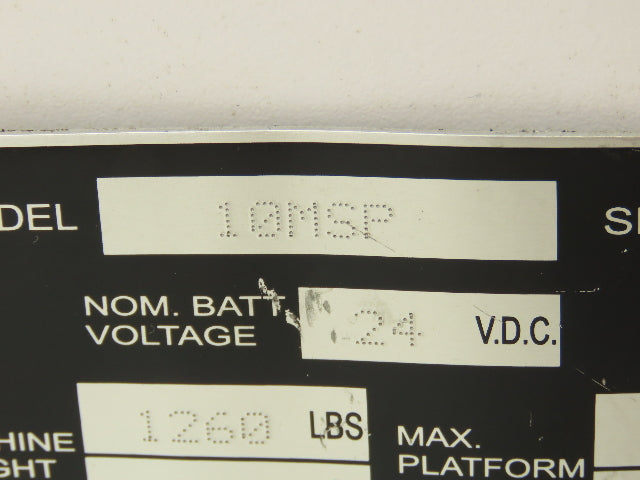 DEL 10MSP
NOM. BATT.
VOLTAGE 24 V.D.C.
HINE 1260 LBS MAX.
GHT PLATFORM